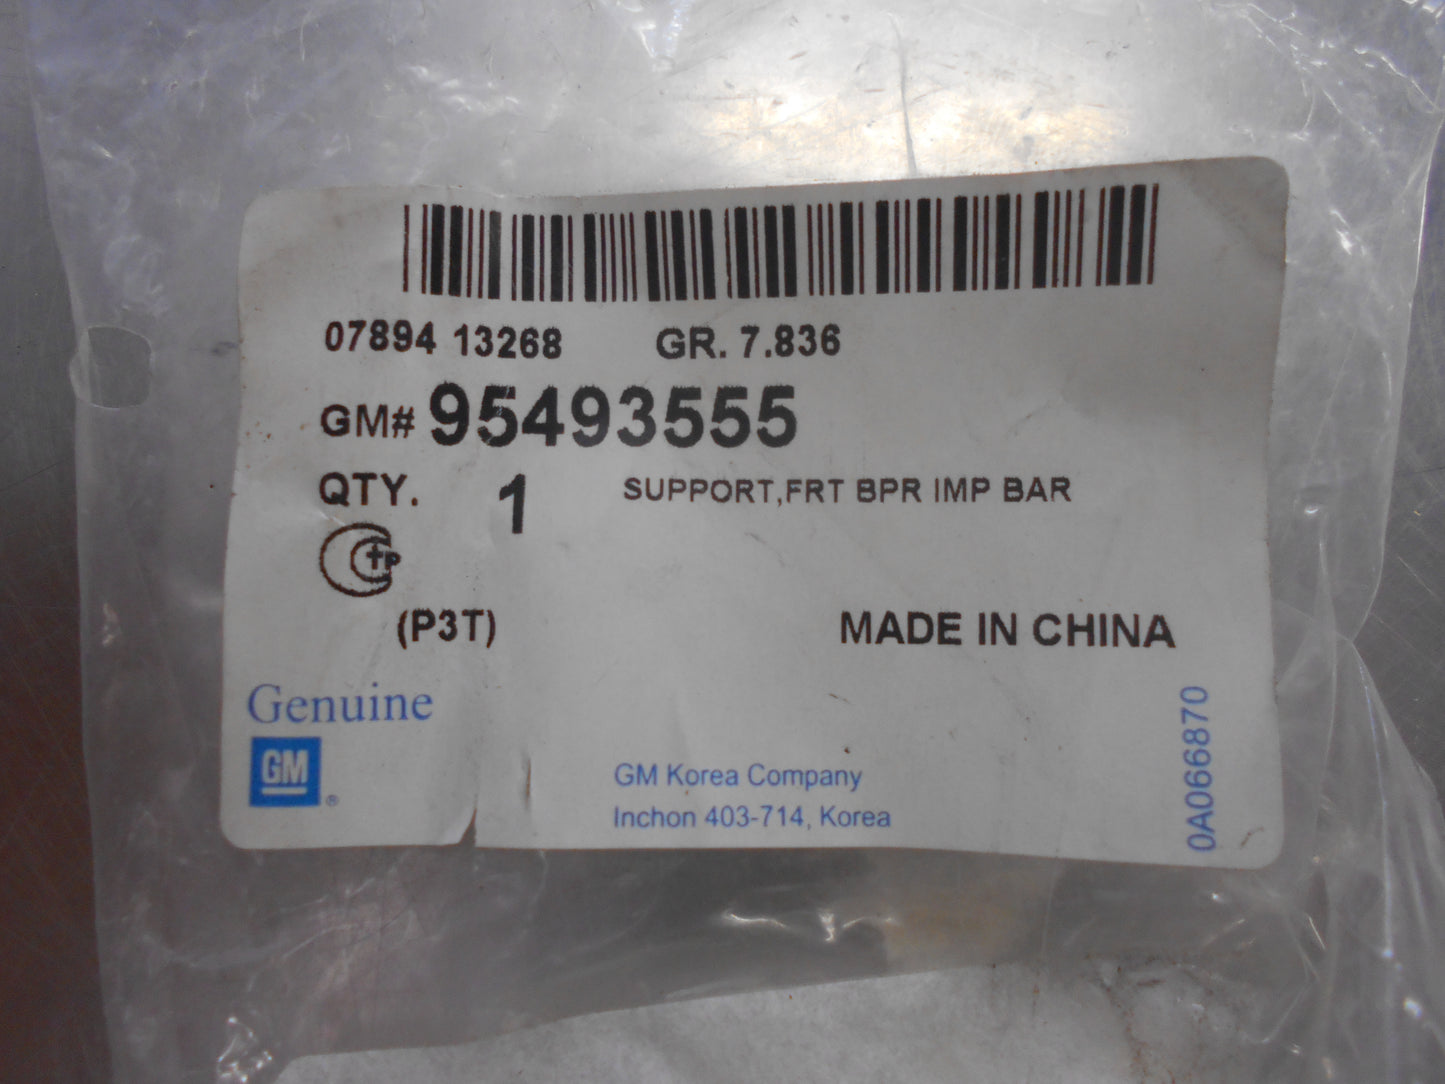 07894 13268 GR. 7.836
GM# 95493555
QTY. 1 SUPPORT,FRT BPR IMP BAR
(P3T)
MADE IN CHINA
Genuine
GM ®
GM Korea Company
Inchon 403-714, Korea
0A066870